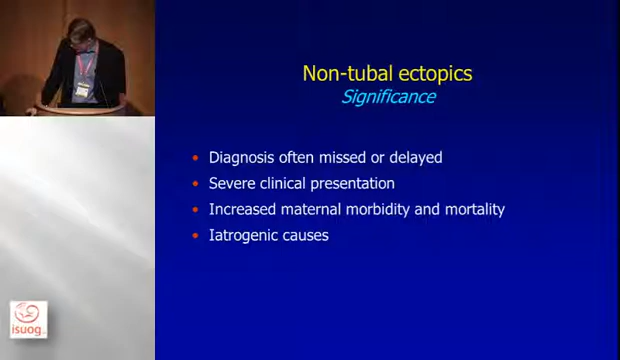 Non-tubal ectopics
Significance
• Diagnosis often missed or delayed
• Severe clinical presentation
• Increased maternal morbidity and mortality
• Iatrogenic causes
isuog